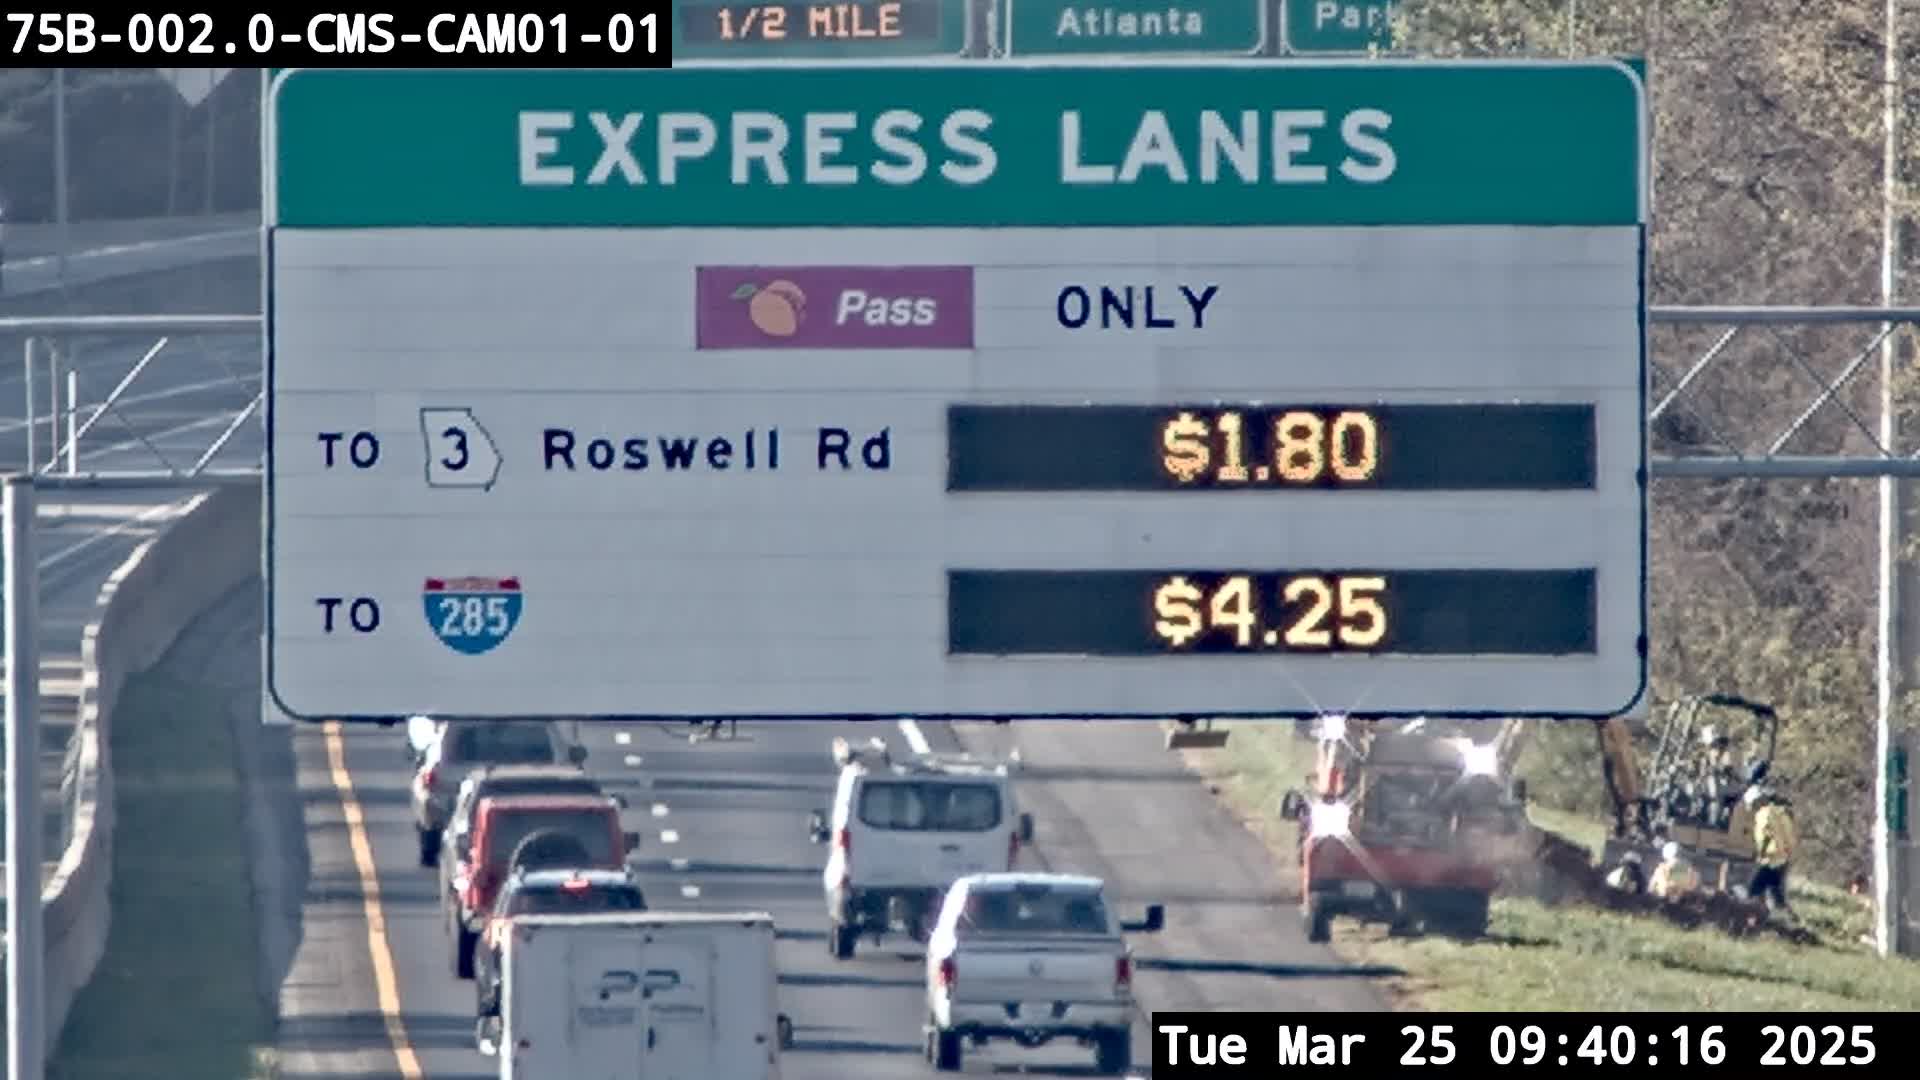 75B-002.0-CMS-CAM01-01
1/2 MILE
Atlanta
EXPRESS LANES
Pass ONLY
TO 3 Roswell Rd $1.80
TO 285 $4.25
PP
Tue Mar 25 09:40:16 2025